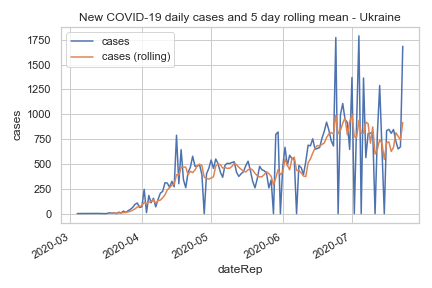 New COVID-19 daily cases and 5 day rolling mean - Ukraine
cases
cases (rolling)
1750
1500
1250
1000
750
500
250
0
cases
2020-03
2020-04
2020-05
2020-06
2020-07
dateRep